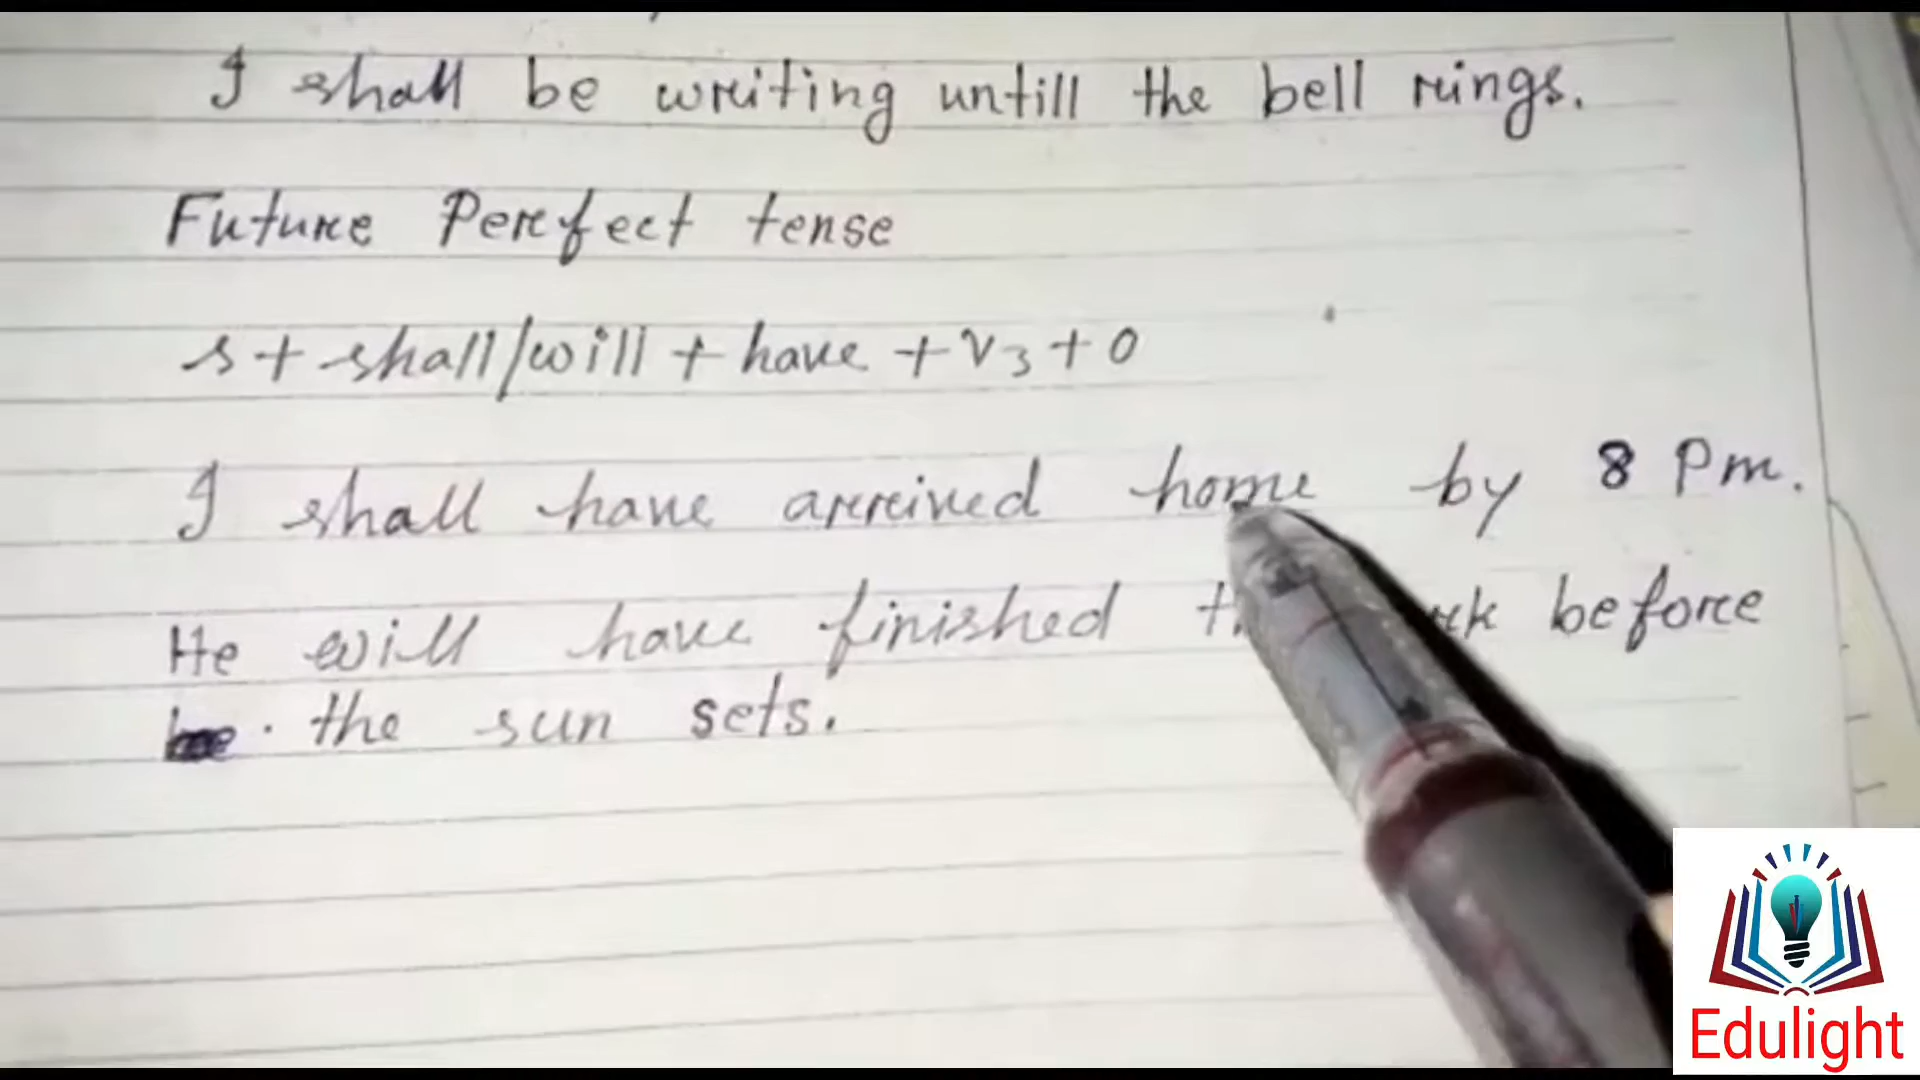 I shall be writing untill the bell rings.
Future Perfect tense
s + shall/will + have + v3 + o
I shall have arrived home by 8 Pm.
He will have finished before
the sun sets.
Edulight